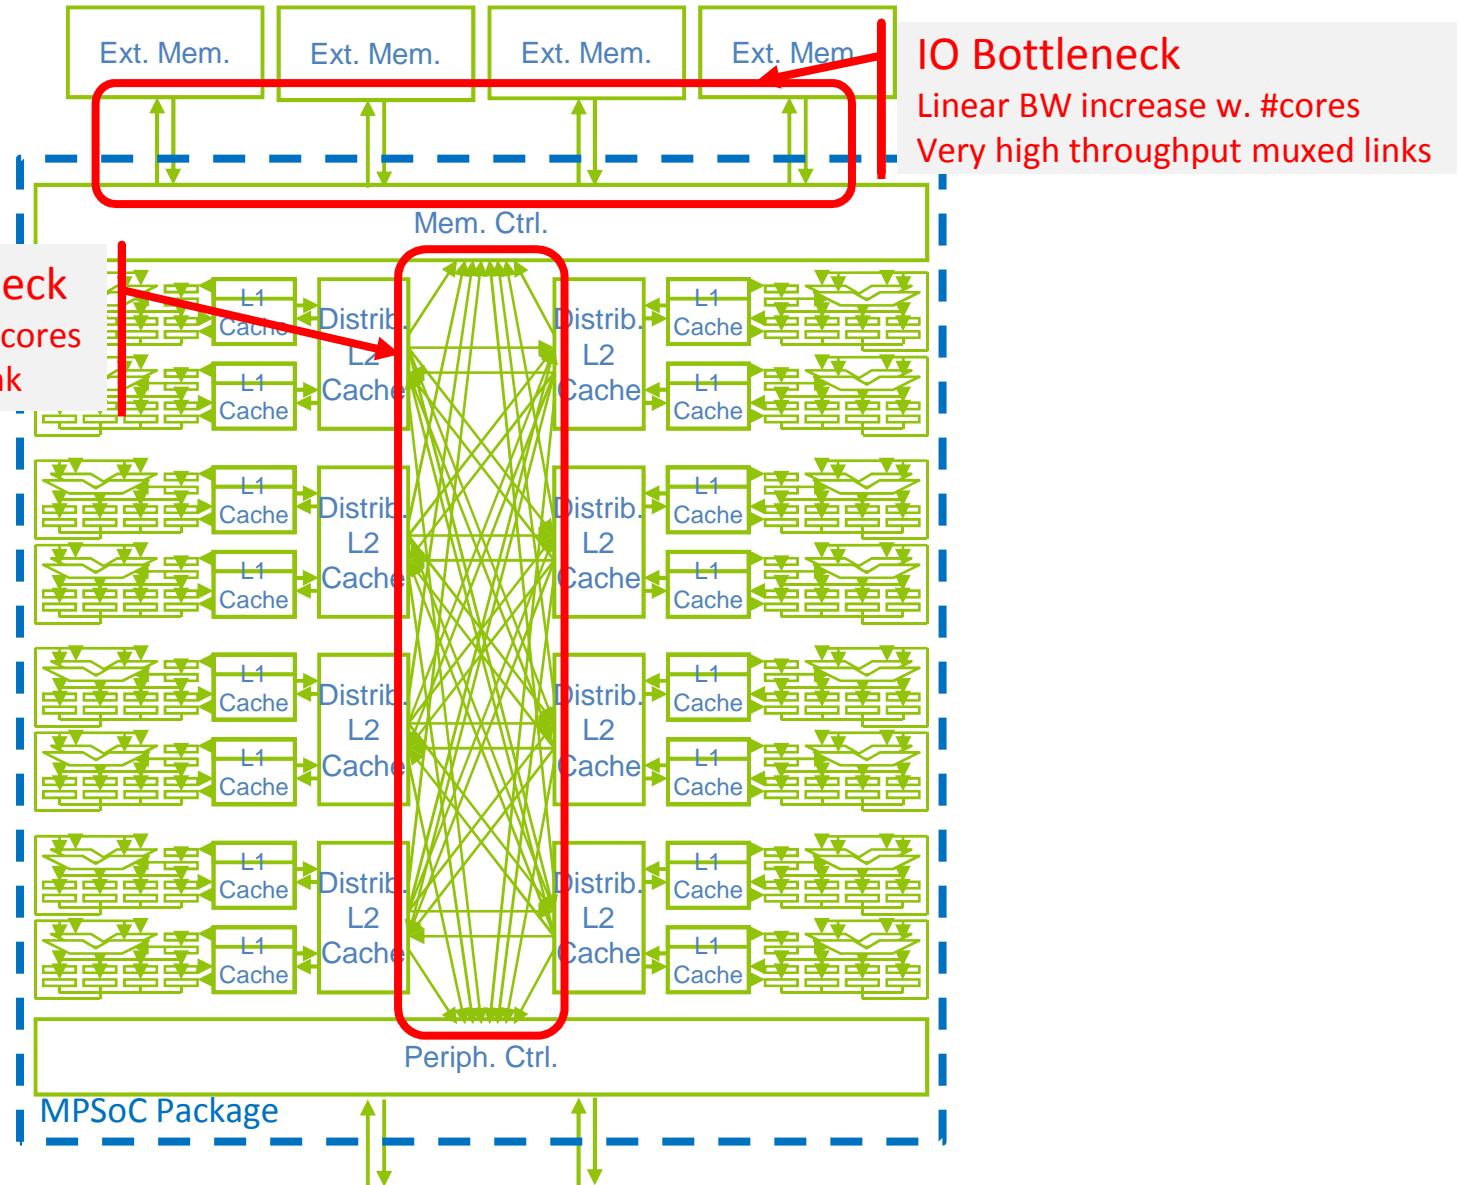 Ext. Mem.
Ext. Mem.
Ext. Mem.
Ext. Mem
IO Bottleneck
Linear BW increase w. #cores
Very high throughput muxed links
Mem. Ctrl.
eck
cores
nk
L1
Cache
Distrib.
L2
Cache
L1
Cache
Distrib.
L2
Cache
L1
Cache
L1
Cache
L1
Cache
Distrib.
L2
Cache
L1
Cache
Distrib.
L2
Cache
L1
Cache
L1
Cache
L1
Cache
Distrib.
L2
Cache
L1
Cache
Distrib.
L2
Cache
L1
Cache
L1
Cache
L1
Cache
Distrib.
L2
Cache
L1
Cache
Distrib.
L2
Cache
L1
Cache
L1
Cache
Periph. Ctrl.
MPSoC Package